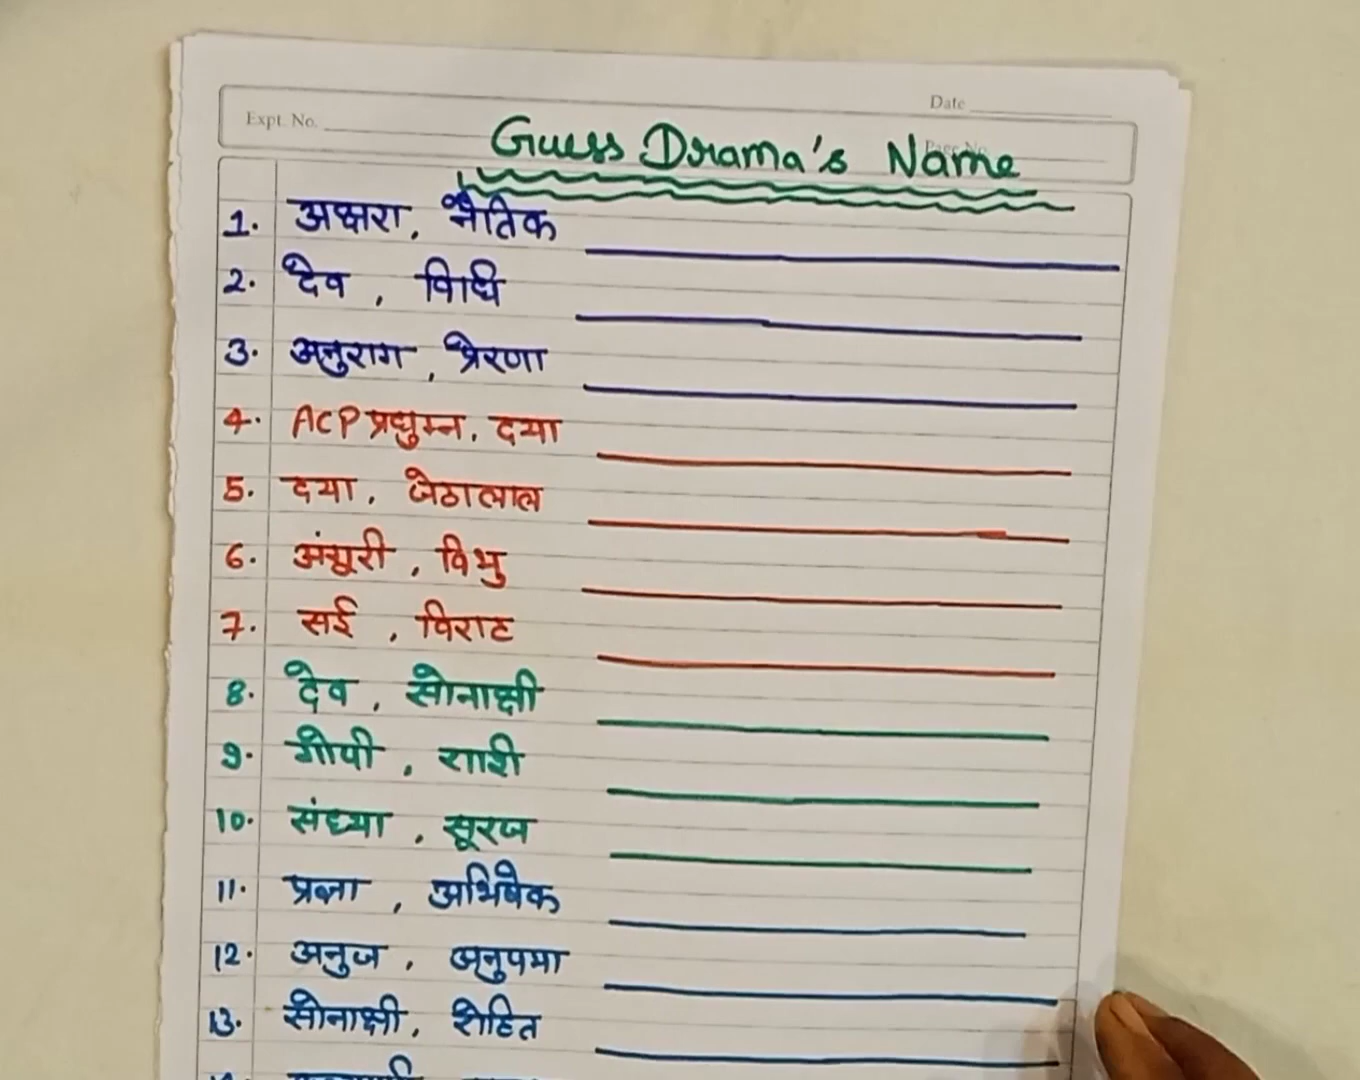 Date
Expt. No.
Guess Drama's Name
1. अक्षरा, नैतिक
2. देव, विधि
3. अनुराग, प्रेरणा
4. ACP प्रद्युम्न, दया
5. दया, जेठालाल
6. अंगूरी, विभु
7. सई, विराट
8. देव, सोनाक्षी
9. गोपी, राशी
10. संध्या, सूरज
11. प्रज्ञा, अभिषेक
12. अनुज, अनुपमा
13. सोनाक्षी, रोहित